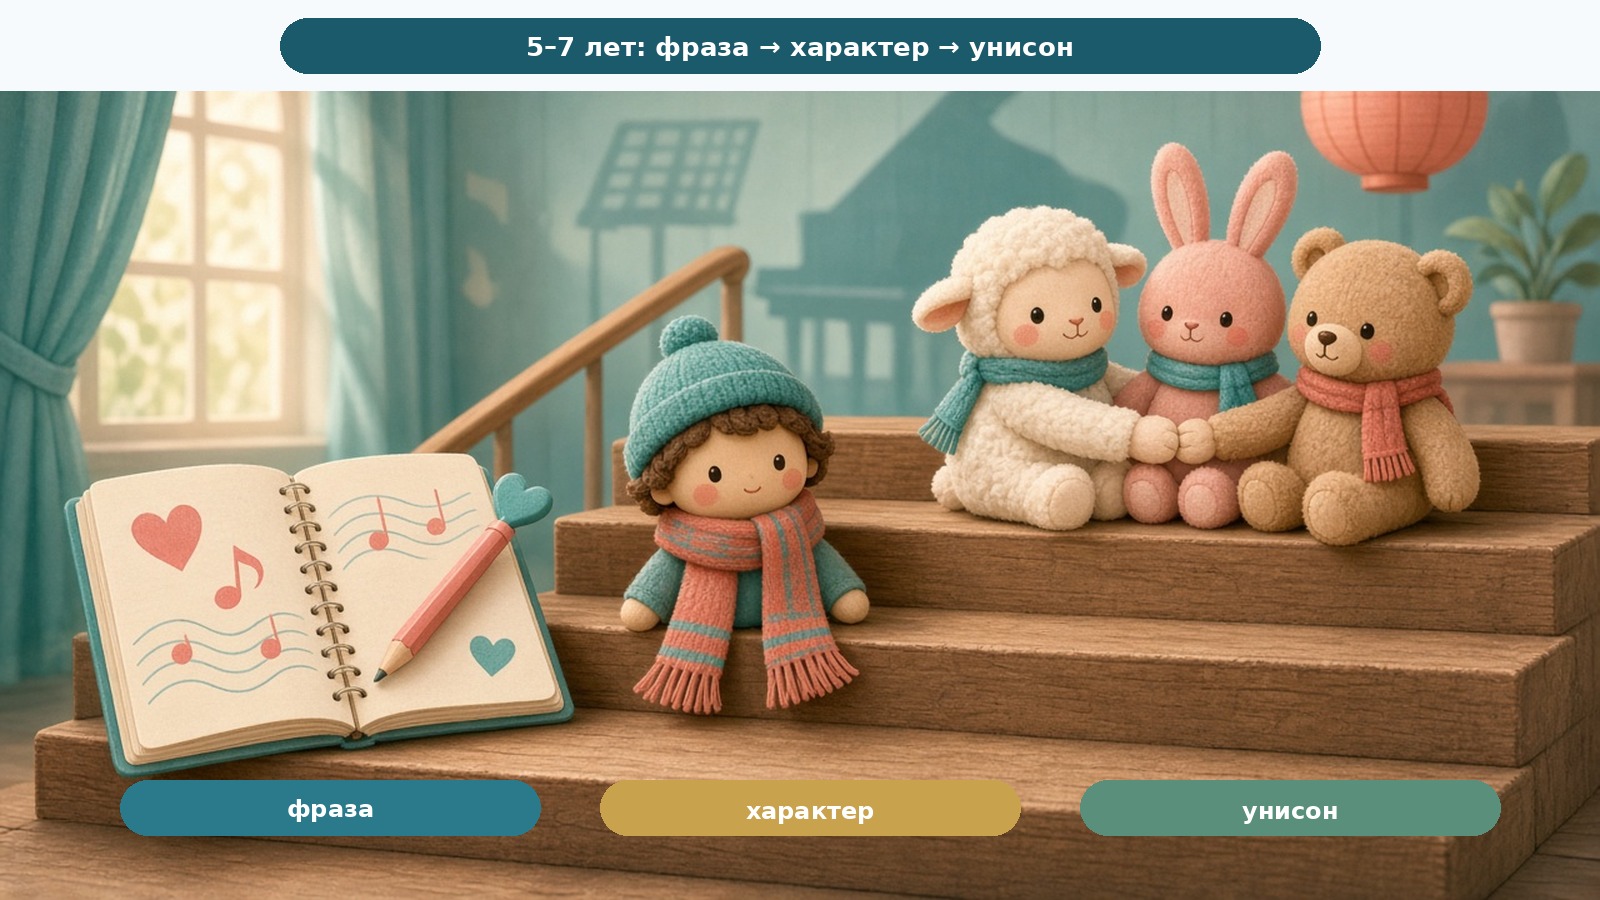 5–7 лет: фраза → характер → унисон
фраза
характер
унисон